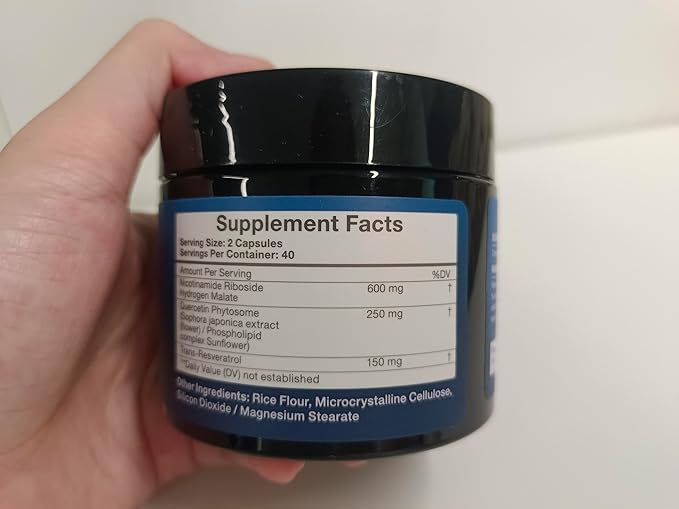 Supplement Facts
Serving Size: 2 Capsules
Servings Per Container: 40
Amount Per Serving %DV
Nicotinamide Riboside 600 mg †
Hydrogen Malate
Quercetin Phytosome 250 mg †
(Sophora japonica extract
(flower) / Phospholipid
complex Sunflower)
Trans-Resveratrol 150 mg †
**Daily Value (DV) not established
Other Ingredients: Rice Flour, Microcrystalline Cellulose,
Silicon Dioxide / Magnesium Stearate